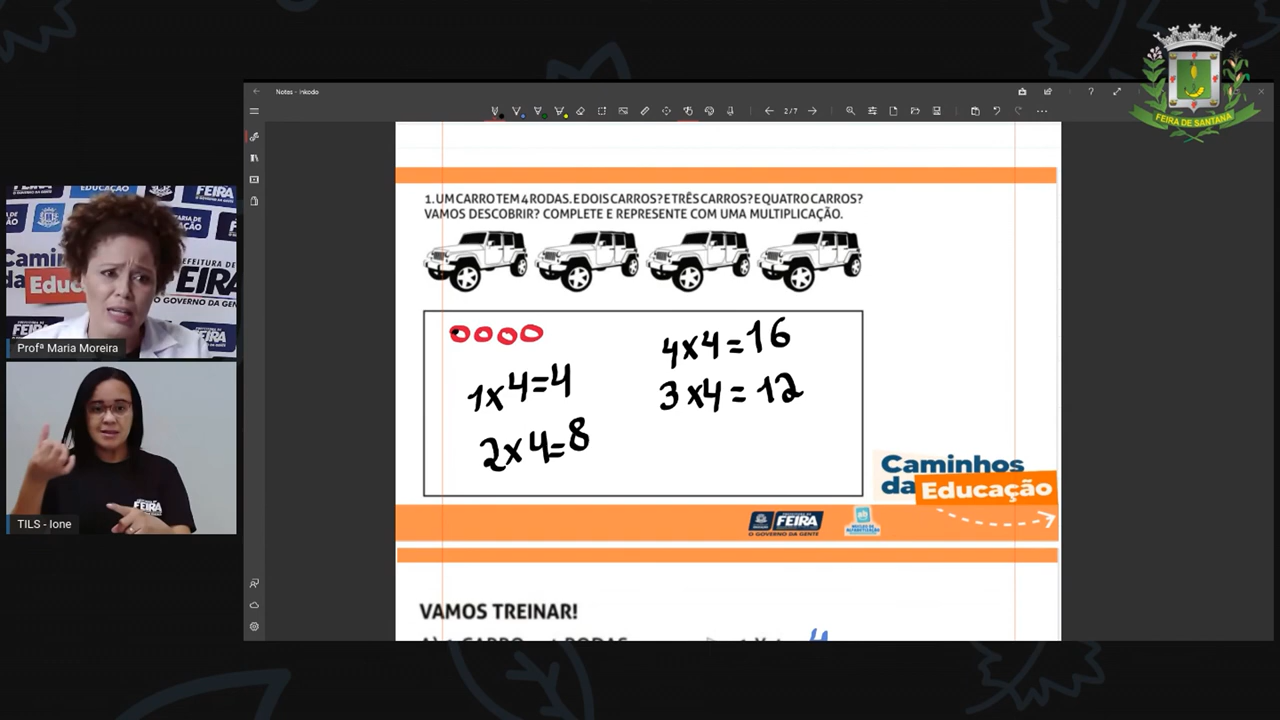 FEIRA DE SANTANA
Notes - Inkodo
2/7
1. UM CARRO TEM 4 RODAS. E DOIS CARROS? E TRÊS CARROS? E QUATRO CARROS?
VAMOS DESCOBRIR? COMPLETE E REPRESENTE COM UMA MULTIPLICAÇÃO.
1x4=4
2x4=8
4x4=16
3x4=12
Caminhos
da Educação
FEIRA
O GOVERNO DA GENTE
VAMOS TREINAR!
EDUCAÇÃO
FEIRA
Caminhos
da Educ
FEIRA
O GOVERNO DA GENTE
Profª Maria Moreira
FEIRA
TILS - Ione